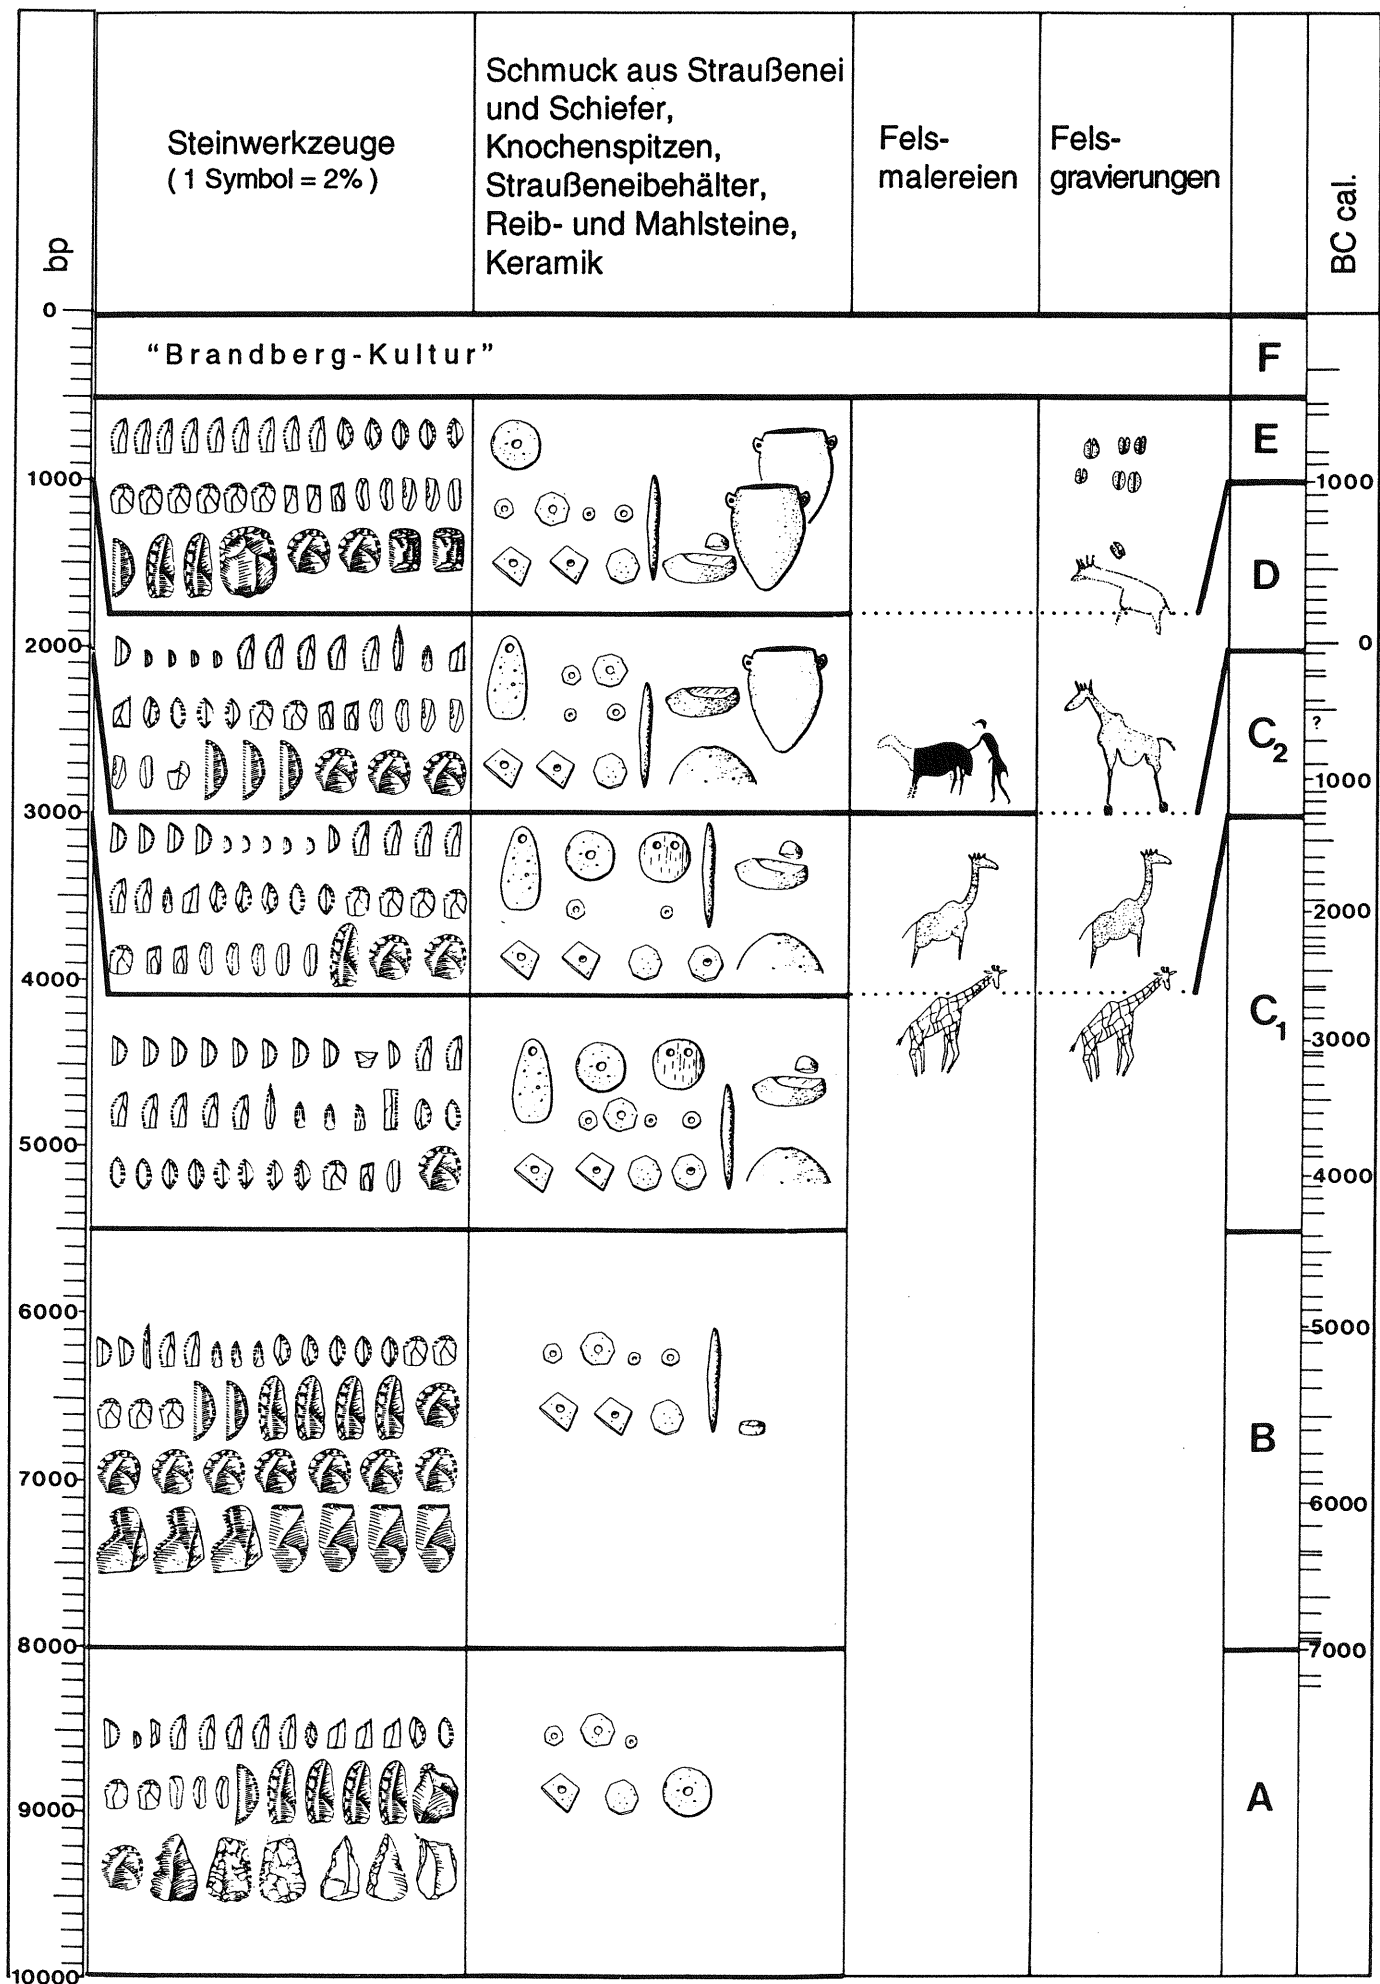 Steinwerkzeuge
( 1 Symbol = 2% )
Schmuck aus Straußenei
und Schiefer,
Knochenspitzen,
Straußeneibehälter,
Reib- und Mahlsteine,
Keramik
Fels-
malereien
Fels-
gravierungen
bp
BC cal.
0
“Brandberg-Kultur”
F
E
1000
1000
D
2000
0
C2
?
1000
3000
2000
4000
C1
3000
5000
4000
6000
5000
B
7000
6000
8000
7000
A
9000
10000